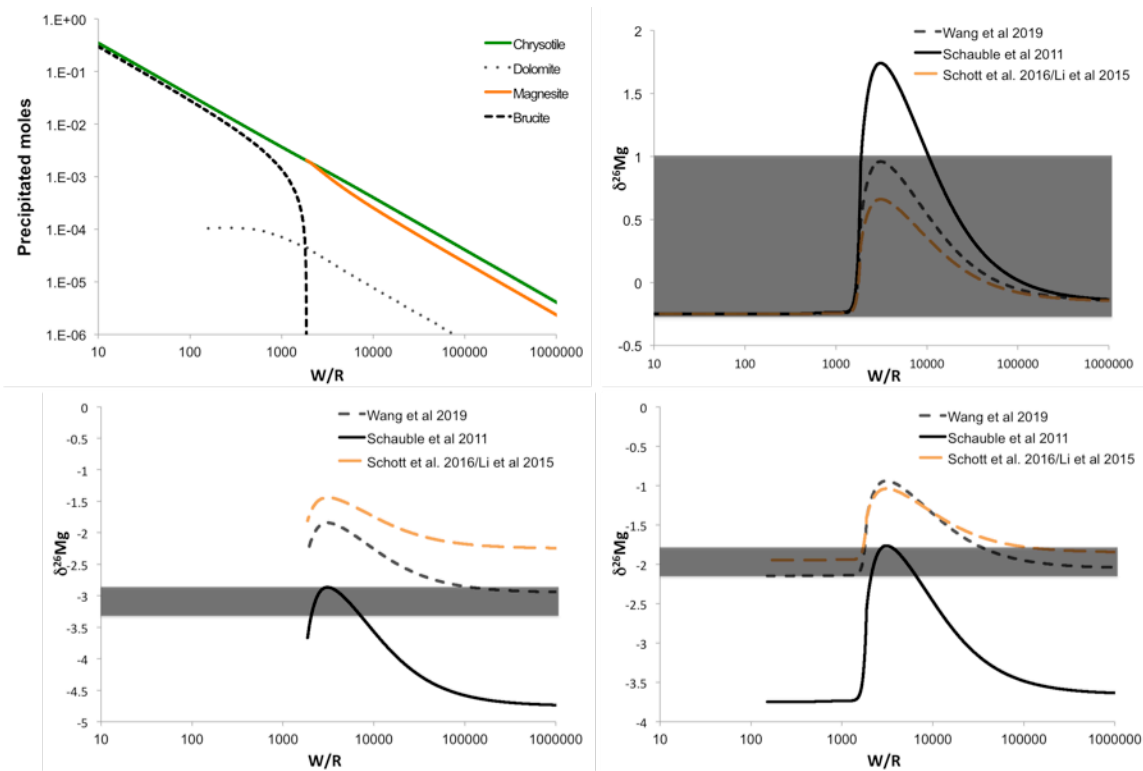 1.E+00
1.E-01
1.E-02
1.E-03
1.E-04
1.E-05
1.E-06
Precipitated moles
Chrysotile
Dolomite
Magnesite
Brucite
10 100 1000 10000 100000 1000000
W/R
2
1.5
1
0.5
0
-0.5
δ26Mg
Wang et al 2019
Schauble et al 2011
Schott et al. 2016/Li et al 2015
10 100 1000 10000 100000 1000000
W/R
0
-0.5
-1
-1.5
-2
-2.5
-3
-3.5
-4
-4.5
-5
δ26Mg
Wang et al 2019
Schauble et al 2011
Schott et al. 2016/Li et al 2015
10 100 1000 10000 100000 1000000
W/R
0
-0.5
-1
-1.5
-2
-2.5
-3
-3.5
-4
δ26Mg
Wang et al 2019
Schauble et al 2011
Schott et al. 2016/Li et al 2015
10 100 1000 10000 100000 1000000
W/R